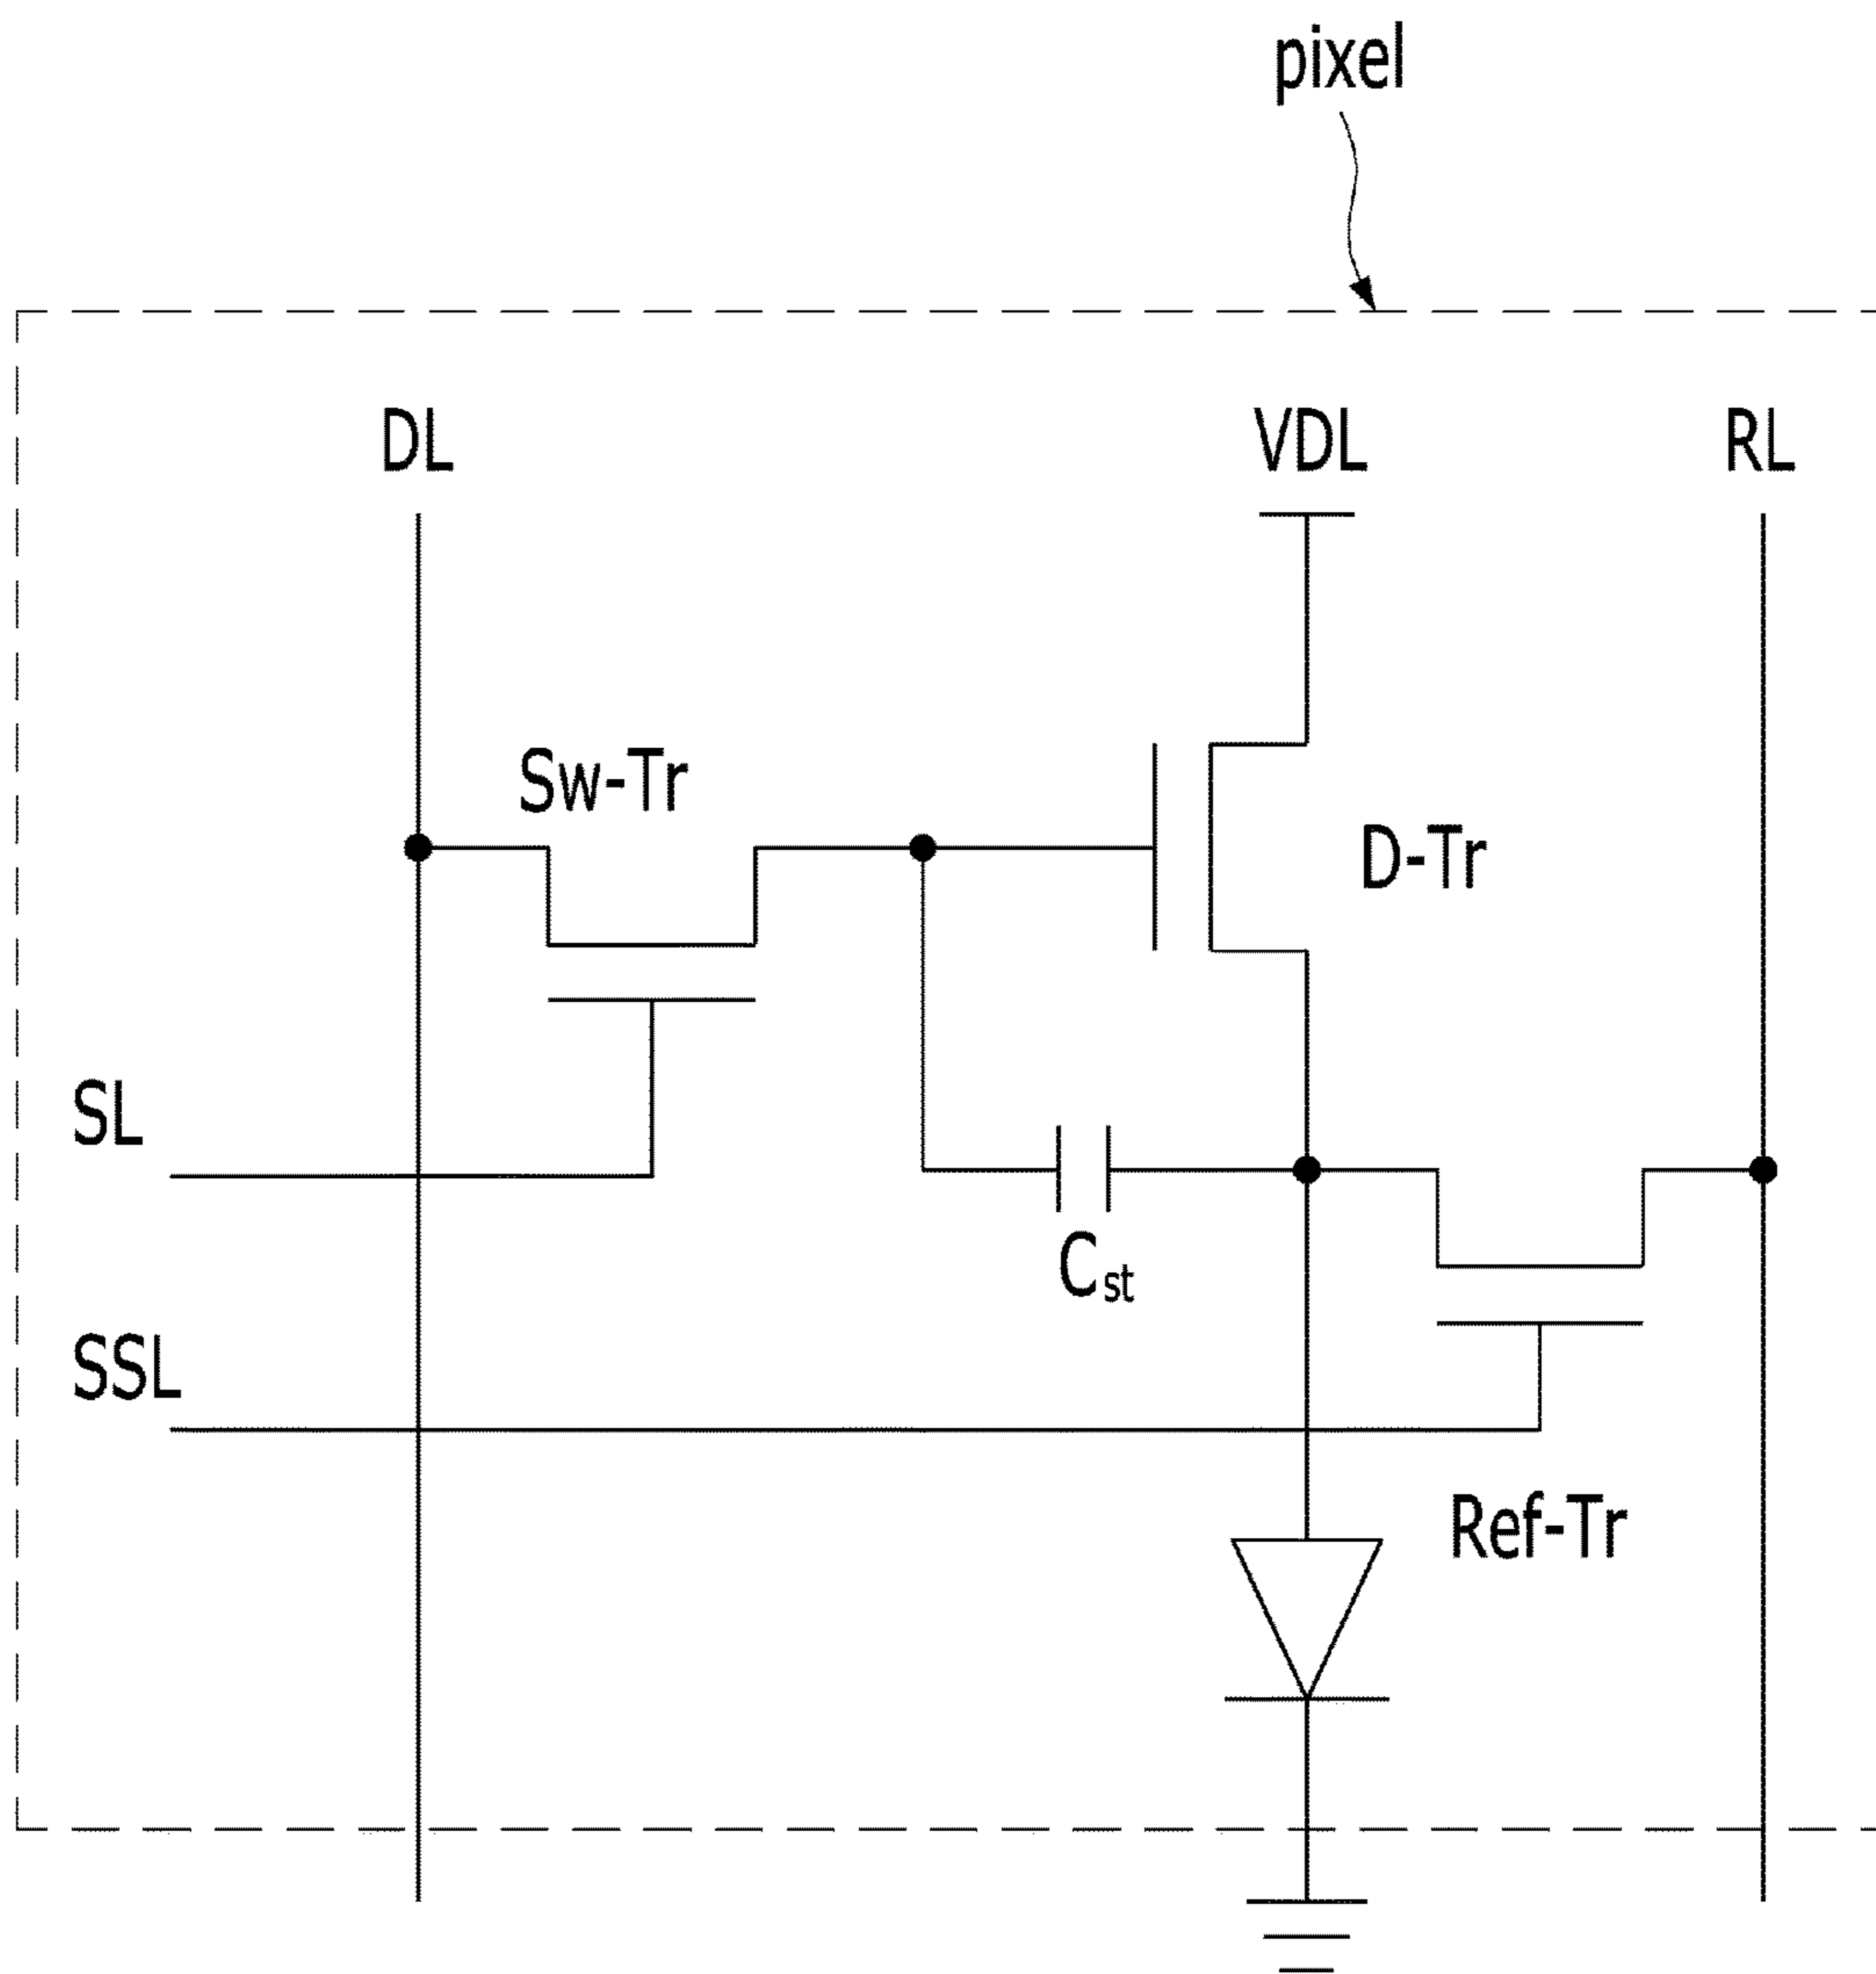 pixel
DL
VDL
RL
Sw-Tr
D-Tr
SL
Cst
SSL
Ref-Tr